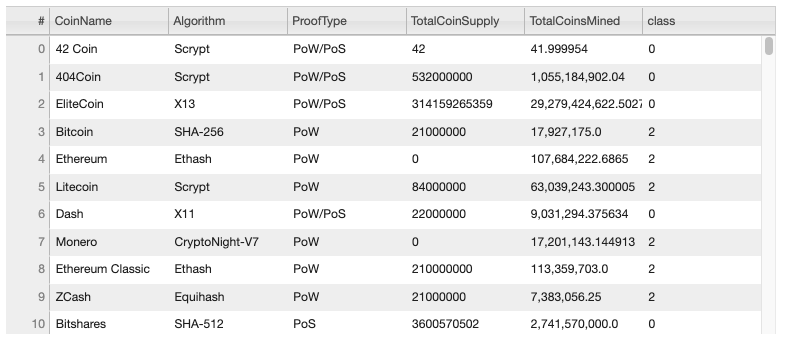 # CoinName Algorithm ProofType TotalCoinSupply TotalCoinsMined class
0 42 Coin Scrypt PoW/PoS 42 41.999954 0
1 404Coin Scrypt PoW/PoS 532000000 1,055,184,902.04 0
2 EliteCoin X13 PoW/PoS 314159265359 29,279,424,622.5027 0
3 Bitcoin SHA-256 PoW 21000000 17,927,175.0 2
4 Ethereum Ethash PoW 0 107,684,222.6865 2
5 Litecoin Scrypt PoW 84000000 63,039,243.300005 2
6 Dash X11 PoW/PoS 22000000 9,031,294.375634 0
7 Monero CryptoNight-V7 PoW 0 17,201,143.144913 2
8 Ethereum Classic Ethash PoW 210000000 113,359,703.0 2
9 ZCash Equihash PoW 21000000 7,383,056.25 2
10 Bitshares SHA-512 PoS 3600570502 2,741,570,000.0 0